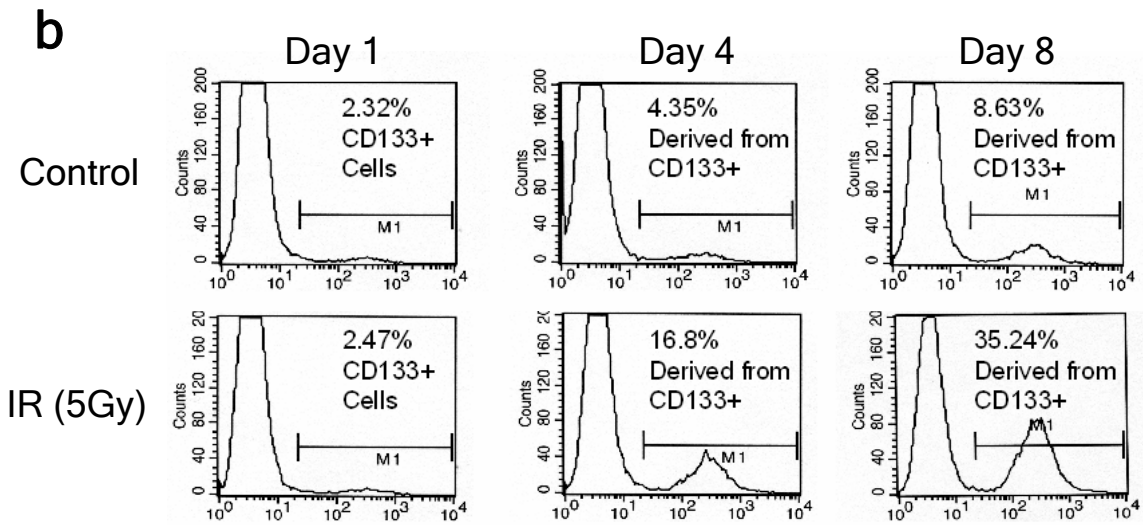 b
Day 1
Day 4
Day 8
Control
IR (5Gy)
Counts
200
160
120
80
40
0
2.32%
CD133+
Cells
M1
10^0 10^1 10^2 10^3 10^4
Counts
200
160
120
80
40
0
4.35%
Derived from
CD133+
M1
10^0 10^1 10^2 10^3 10^4
Counts
200
160
120
80
40
0
8.63%
Derived from
CD133+
M1
10^0 10^1 10^2 10^3 10^4
Counts
20
160
120
80
40
0
2.47%
CD133+
Cells
M1
10^0 10^1 10^2 10^3 10^4
Counts
160
120
80
40
0
16.8%
Derived from
CD133+
M1
10^0 10^1 10^2 10^3 10^4
Counts
20
160
120
80
40
0
35.24%
Derived from
CD133+
M1
10^0 10^1 10^2 10^3 10^4